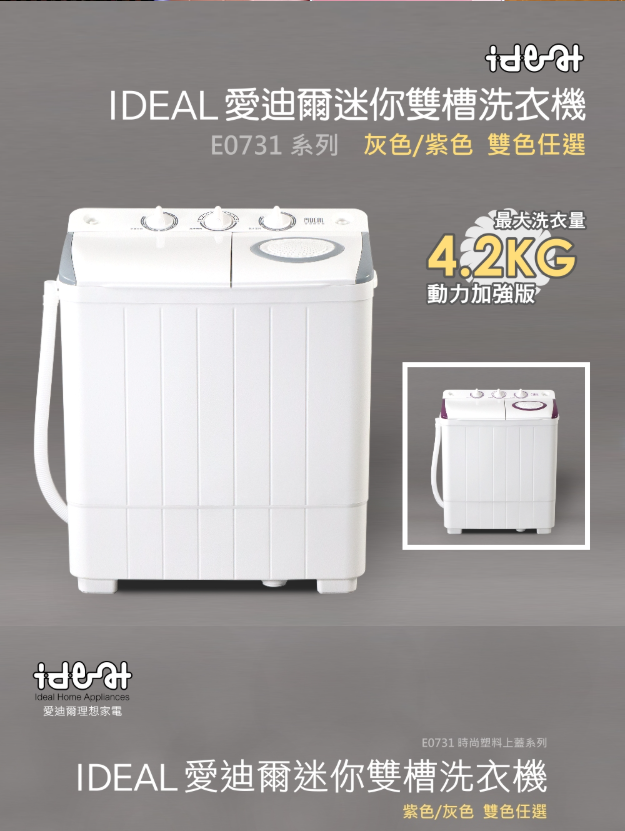 ideal
IDEAL 愛迪爾迷你雙槽洗衣機
E0731 系列 灰色/紫色 雙色任選
最大洗衣量
4.2KG
動力加強版
ideal
Ideal Home Appliances
愛迪爾理想家電
E0731 時尚塑料上蓋系列
IDEAL 愛迪爾迷你雙槽洗衣機
紫色/灰色 雙色任選